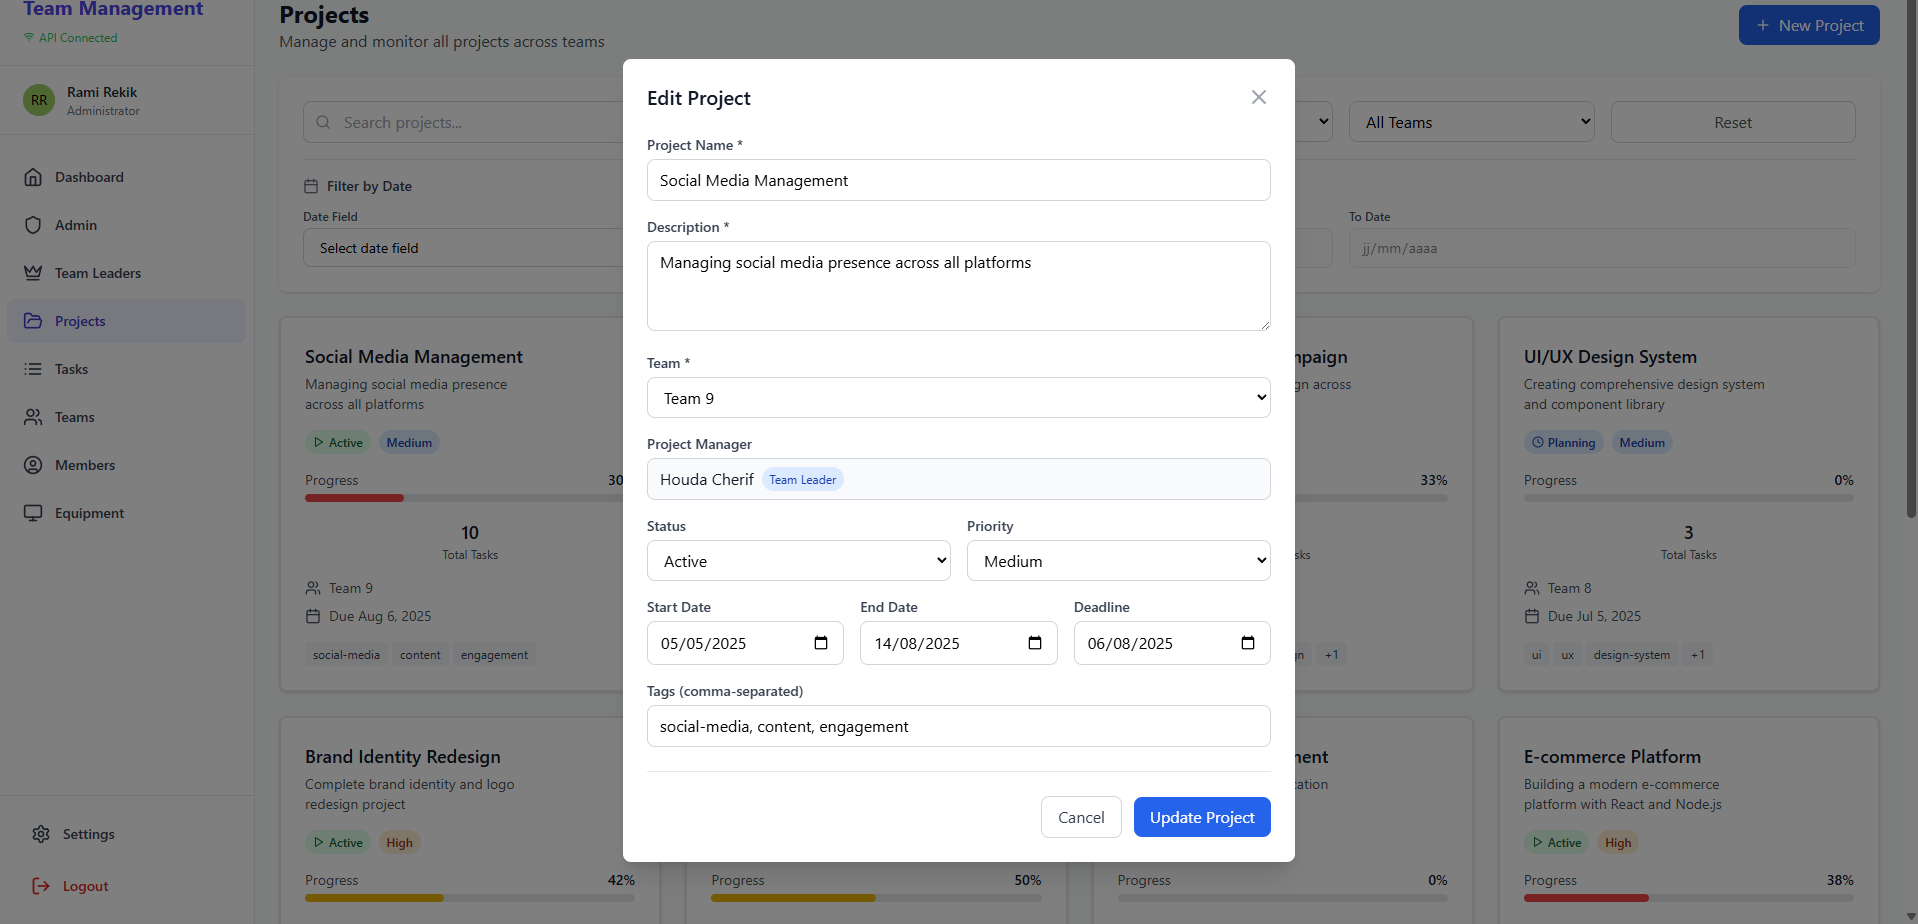 Team Management
API Connected
RR
Rami Rekik
Administrator
Dashboard
Admin
Team Leaders
Projects
Tasks
Teams
Members
Equipment
Settings
Logout
Projects
Manage and monitor all projects across teams
+ New Project
Search projects...
All Teams
Reset
Filter by Date
Date Field
Select date field
To Date
jj/mm/aaaa
Edit Project
Project Name *
Social Media Management
Description *
Managing social media presence across all platforms
Team *
Team 9
Project Manager
Houda Cherif Team Leader
Status
Active
Priority
Medium
Start Date
05/05/2025
End Date
14/08/2025
Deadline
06/08/2025
Tags (comma-separated)
social-media, content, engagement
Cancel
Update Project
Social Media Management
Managing social media presence
across all platforms
Active Medium
Progress 30
10
Total Tasks
Team 9
Due Aug 6, 2025
social-media content engagement
33%
+1
UI/UX Design System
Creating comprehensive design system
and component library
Planning Medium
Progress 0%
3
Total Tasks
Team 8
Due Jul 5, 2025
ui ux design-system +1
Brand Identity Redesign
Complete brand identity and logo
redesign project
Active High
Progress 42%
Progress 50%
Progress 0%
E-commerce Platform
Building a modern e-commerce
platform with React and Node.js
Active High
Progress 38%